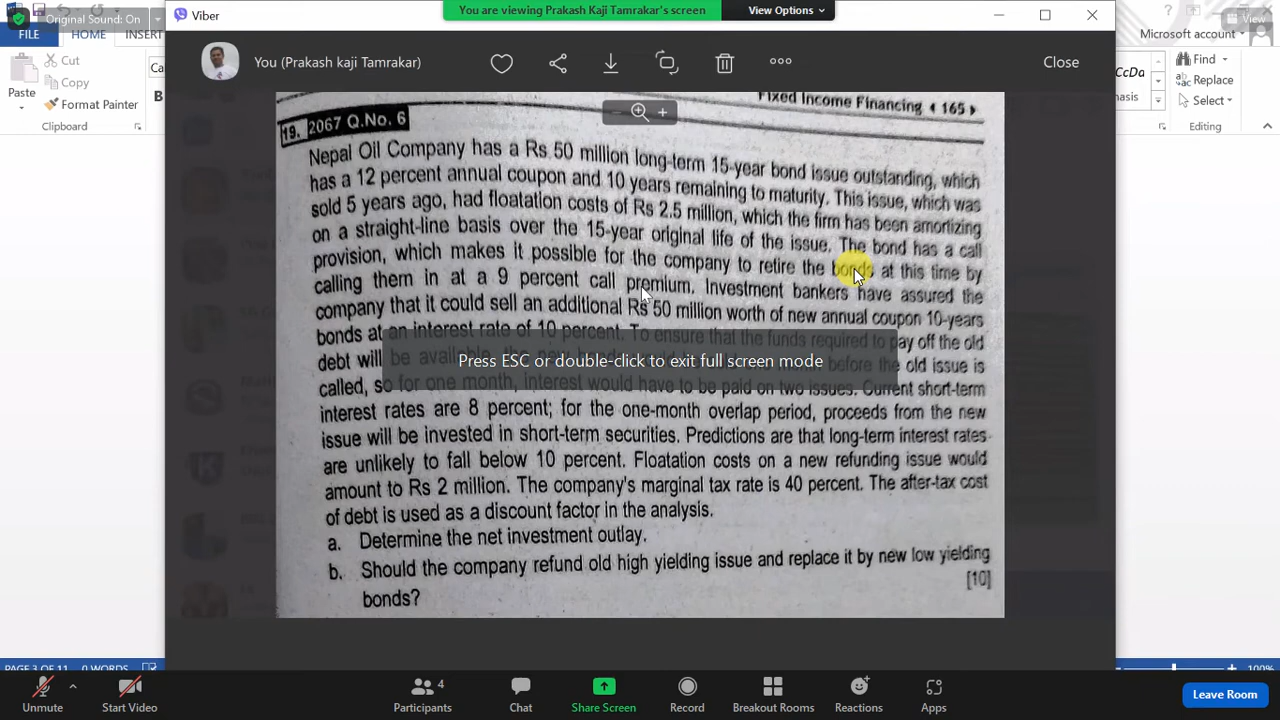 Original Sound: On
Viber
You are viewing Prakash Kaji Tamrakar's screen
View Options
View
FILE
HOME
INSERT
Microsoft account
Cut
Copy
Paste
Format Painter
Clipboard
Ca
B
You (Prakash kaji Tamrakar)
Close
CcDd
hasis
Find
Replace
Select
Editing
Fixed Income Financing 165
19. 2067 Q.No. 6
Nepal Oil Company has a Rs 50 million long-term 15-year bond issue outstanding, which
has a 12 percent annual coupon and 10 years remaining to maturity. This issue, which was
sold 5 years ago, had floatation costs of Rs 2.5 million, which the firm has been amortizing
on a straight-line basis over the 15-year original life of the issue. The bond has a call
provision, which makes it possible for the company to retire the bonds at this time by
calling them in at a 9 percent call premium. Investment bankers have assured the
company that it could sell an additional Rs 50 million worth of new annual coupon 10-years
bonds at an interest rate of 10 percent. To ensure that the funds required to pay off the old
debt will be available, before the old issue is
called, so for one month, interest would have to be paid on two issues. Current short-term
interest rates are 8 percent; for the one-month overlap period, proceeds from the new
issue will be invested in short-term securities. Predictions are that long-term interest rates
are unlikely to fall below 10 percent. Floatation costs on a new refunding issue would
amount to Rs 2 million. The company's marginal tax rate is 40 percent. The after-tax cost
of debt is used as a discount factor in the analysis.
a. Determine the net investment outlay.
b. Should the company refund old high yielding issue and replace it by new low yielding
bonds?
[10]
Press ESC or double-click to exit full screen mode
PAGE 3 OF 11 0 WORDS
100%
Unmute
Start Video
4
Participants
Chat
Share Screen
Record
Breakout Rooms
Reactions
Apps
Leave Room